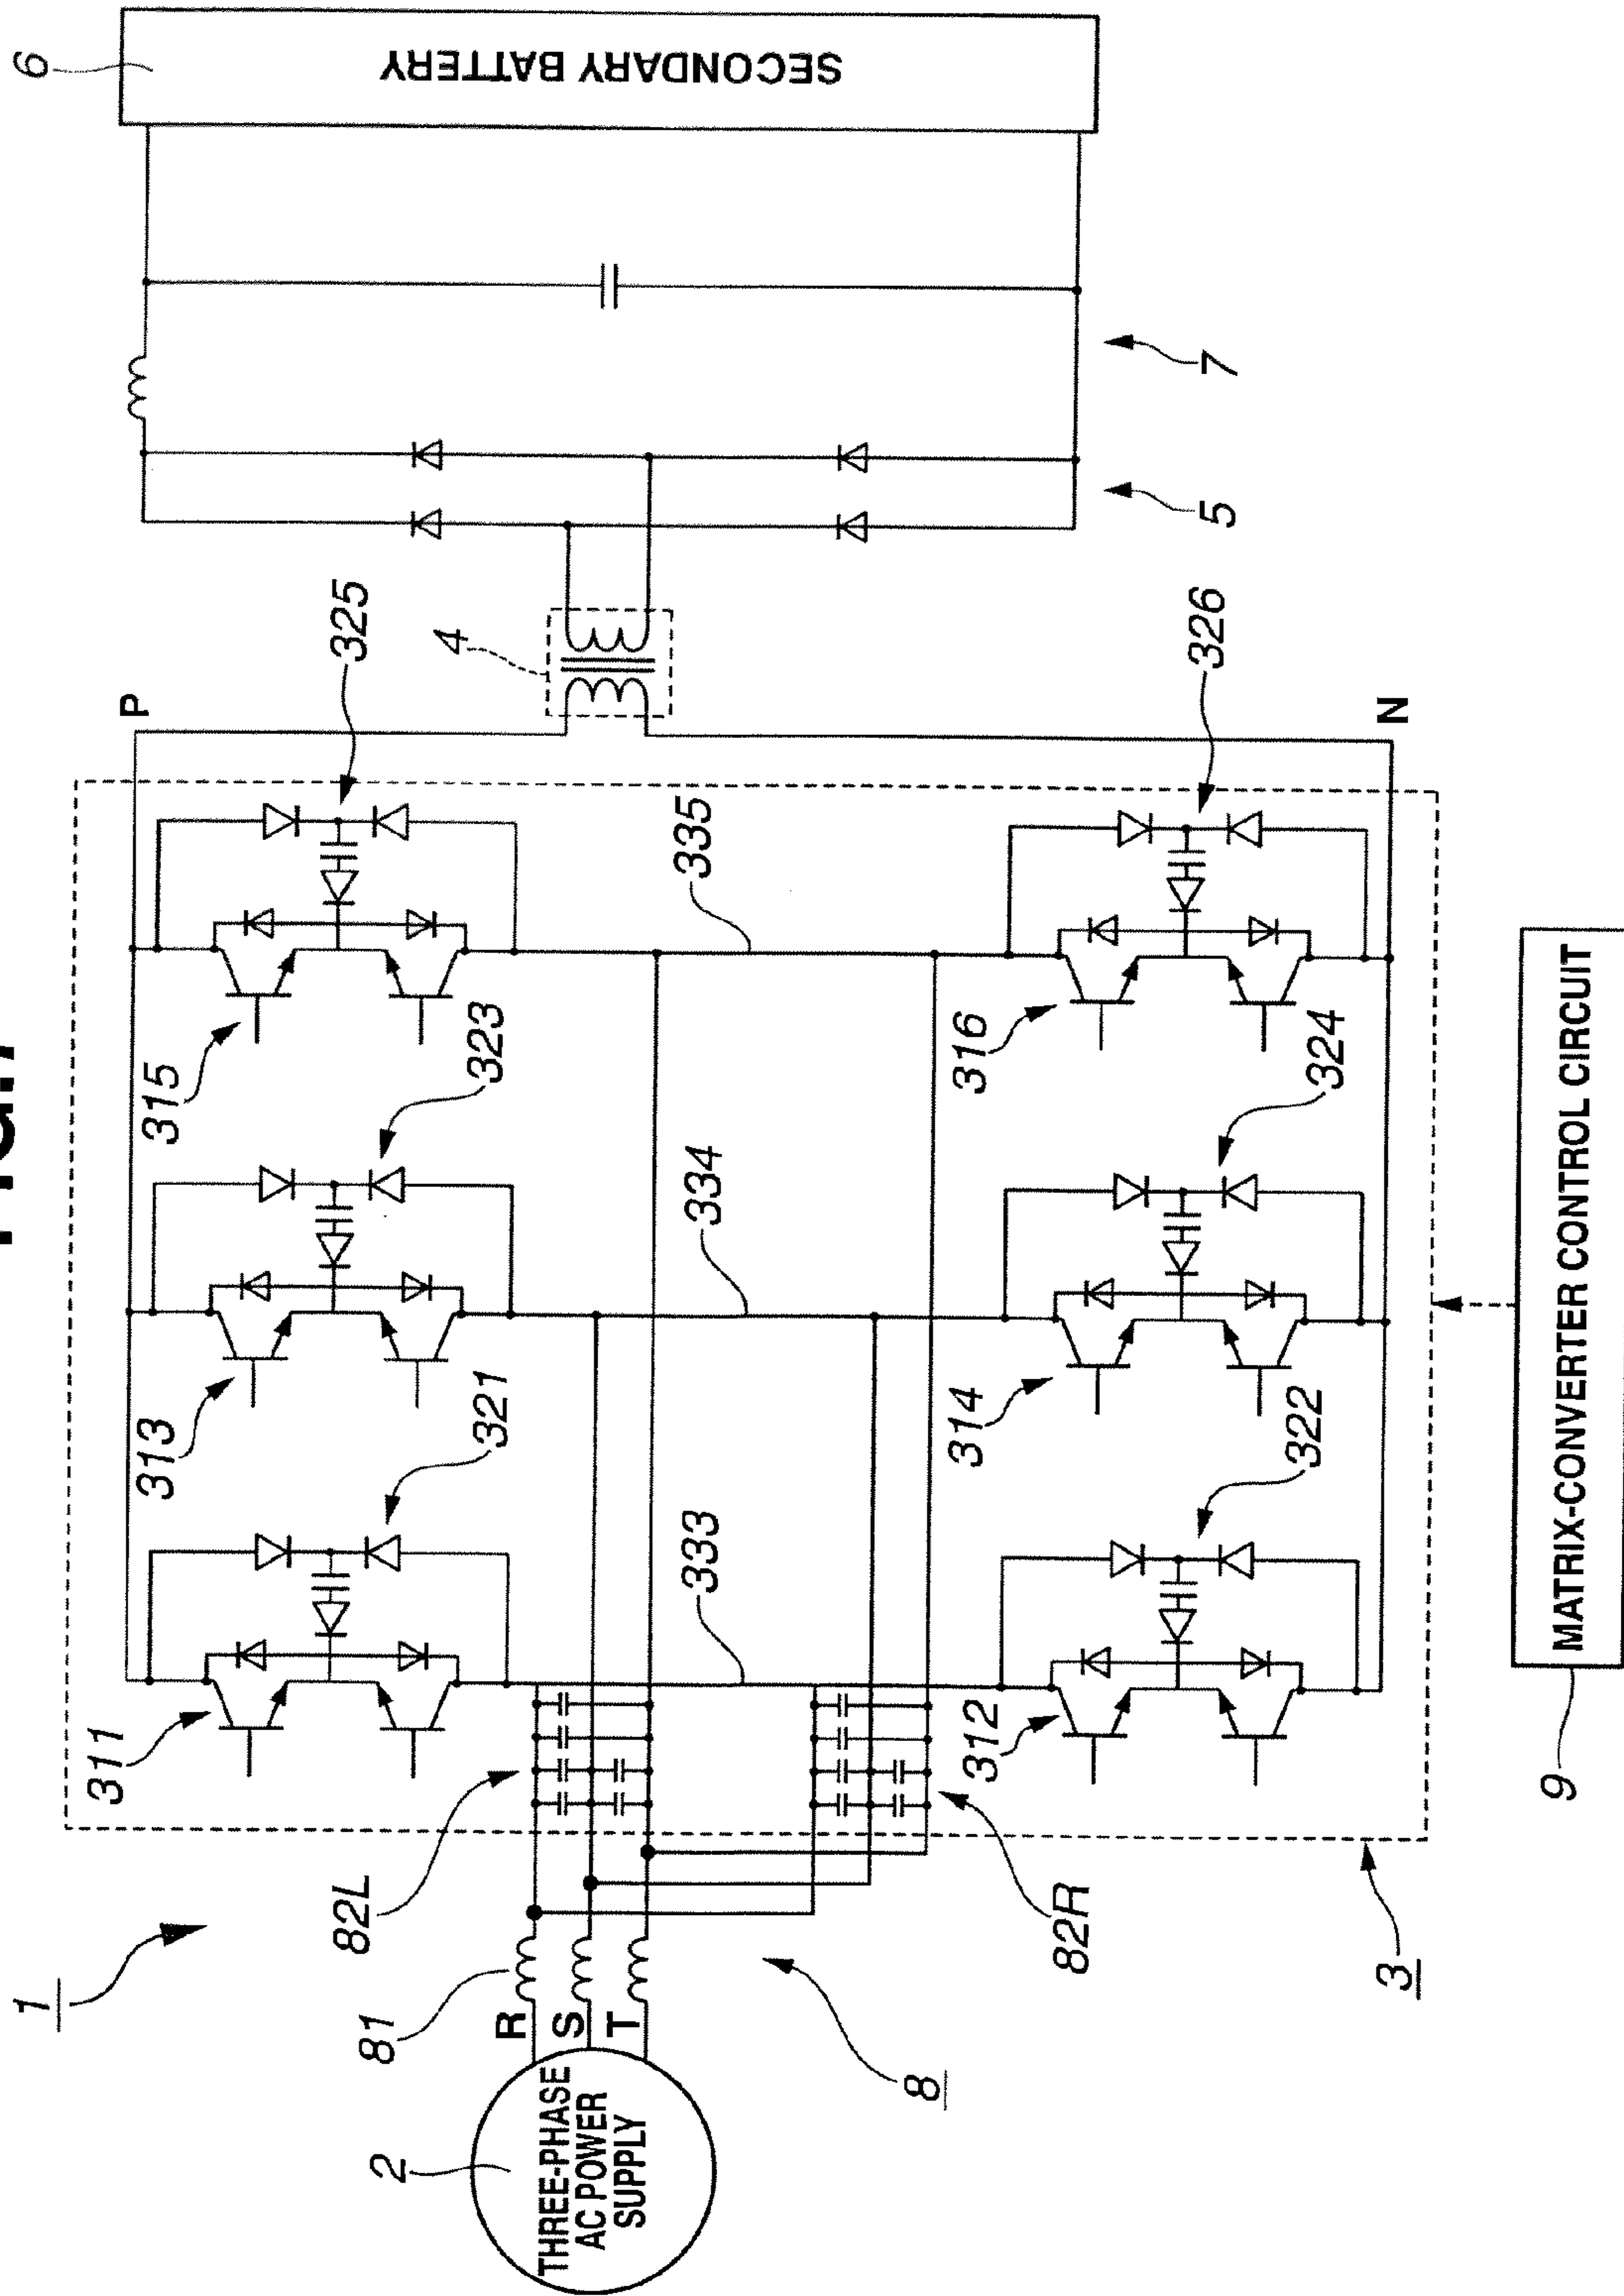 1
2
THREE-PHASE
AC POWER
SUPPLY
R
S
T
81
8
82L
82R
3
311
321
313
323
315
325
P
333
334
335
312
322
314
324
316
326
N
4
5
7
6
SECONDARY BATTERY
9
MATRIX-CONVERTER CONTROL CIRCUIT